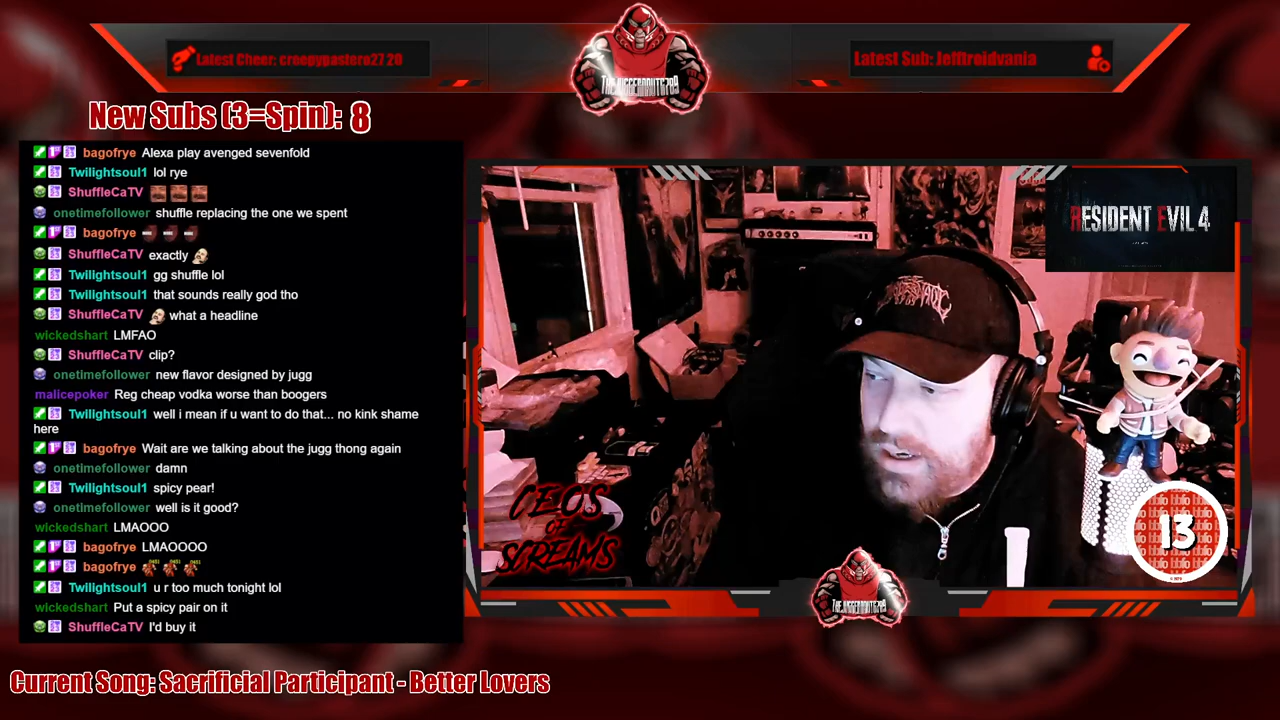 Latest Cheer: creepypastero27 20
THEJUGGERNAUT6789
Latest Sub: Jefftroidvania
New Subs (3=Spin): 8
bagofrye Alexa play avenged sevenfold
Twilightsoul1 lol rye
ShuffleCaTV
onetimefollower shuffle replacing the one we spent
bagofrye
ShuffleCaTV exactly
Twilightsoul1 gg shuffle lol
Twilightsoul1 that sounds really god tho
ShuffleCaTV what a headline
wickedshart LMFAO
ShuffleCaTV clip?
onetimefollower new flavor designed by jugg
malicepoker Reg cheap vodka worse than boogers
Twilightsoul1 well i mean if u want to do that... no kink shame
here
bagofrye Wait are we talking about the jugg thong again
onetimefollower damn
Twilightsoul1 spicy pear!
onetimefollower well is it good?
wickedshart LMAOOO
bagofrye LMAOOOO
bagofrye
Twilightsoul1 u r too much tonight lol
wickedshart Put a spicy pair on it
ShuffleCaTV I'd buy it
RESIDENT EVIL 4
CEOS
OF
SCREAMS
13
Current Song: Sacrificial Participant - Better Lovers